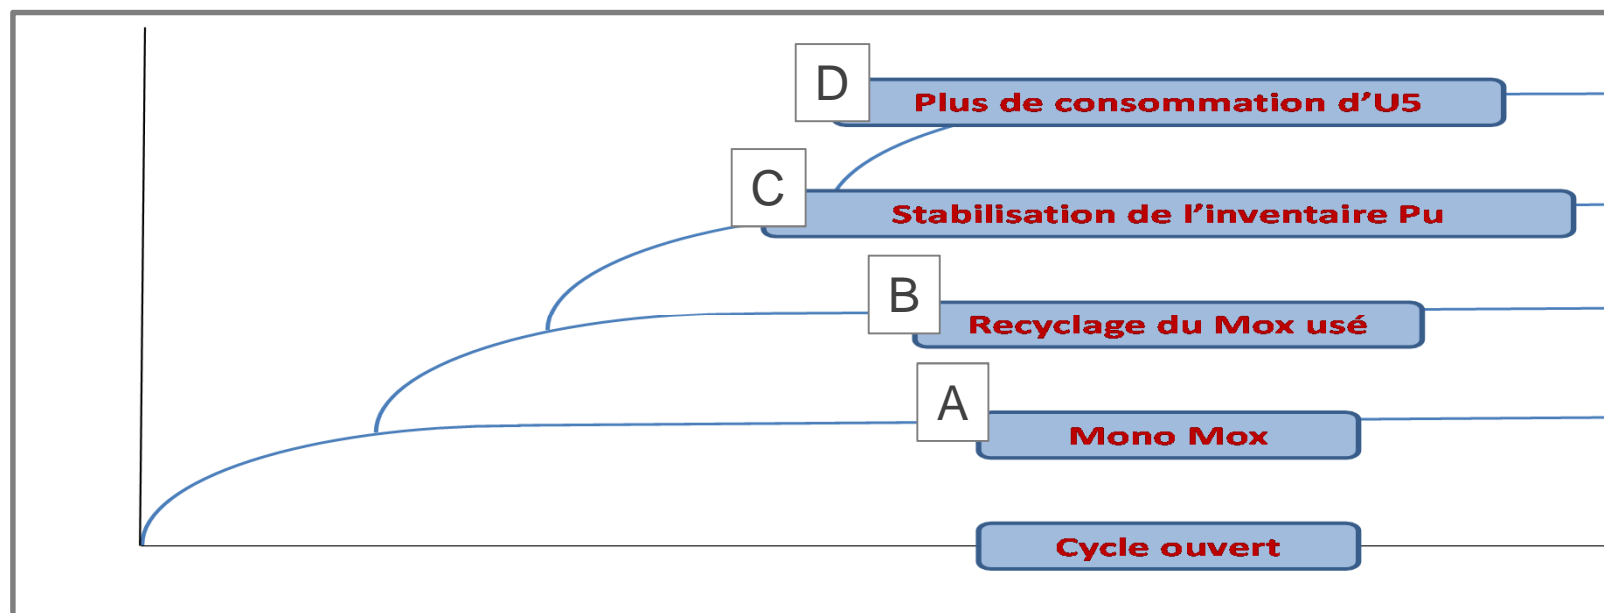 D
Plus de consommation d'U5
C
Stabilisation de l'inventaire Pu
B
Recyclage du Mox usé
A
Mono Mox
Cycle ouvert